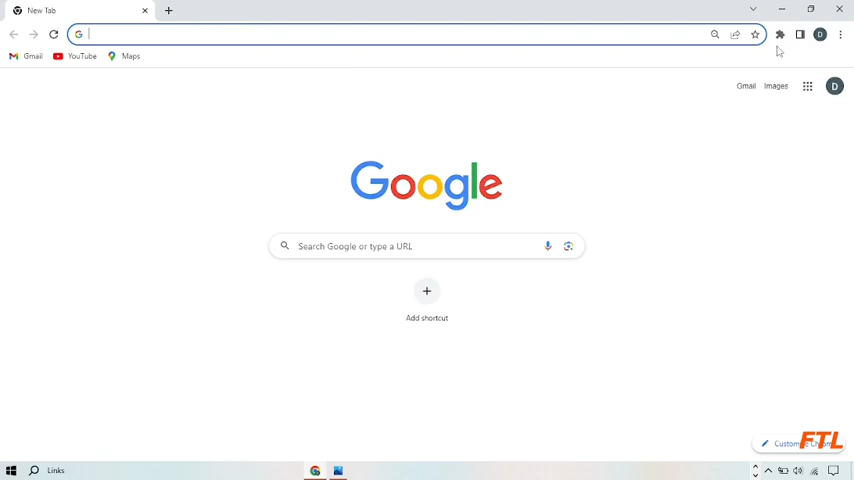 New Tab
D
Gmail YouTube Maps
Gmail Images D
Google
Search Google or type a URL
Add shortcut
FTL
Links